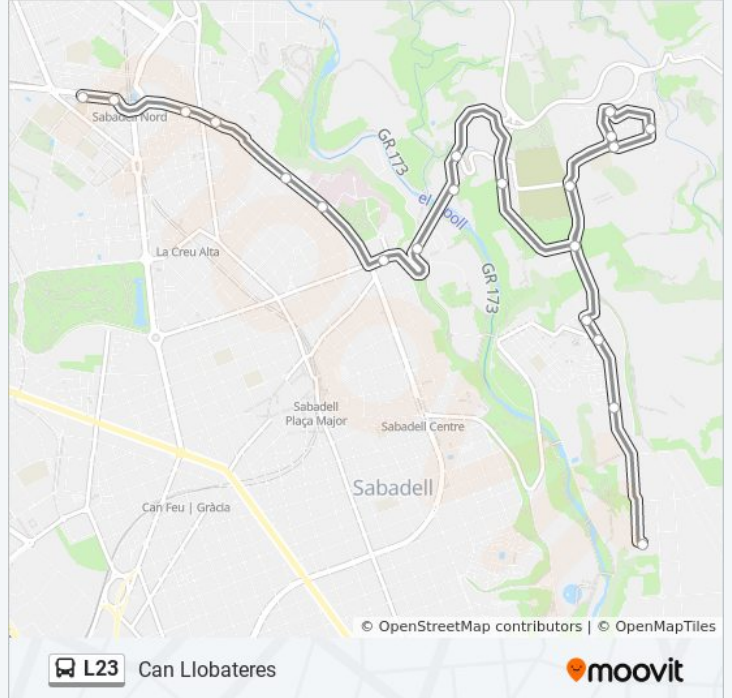 Sabadell Nord
GR 173
el Ripoll
La Creu Alta
GR 173
Sabadell
Plaça Major
Sabadell Centre
Sabadell
Can Feu | Gràcia
© OpenStreetMap contributors | © OpenMapTiles
L23 Can Llobateres
moovit